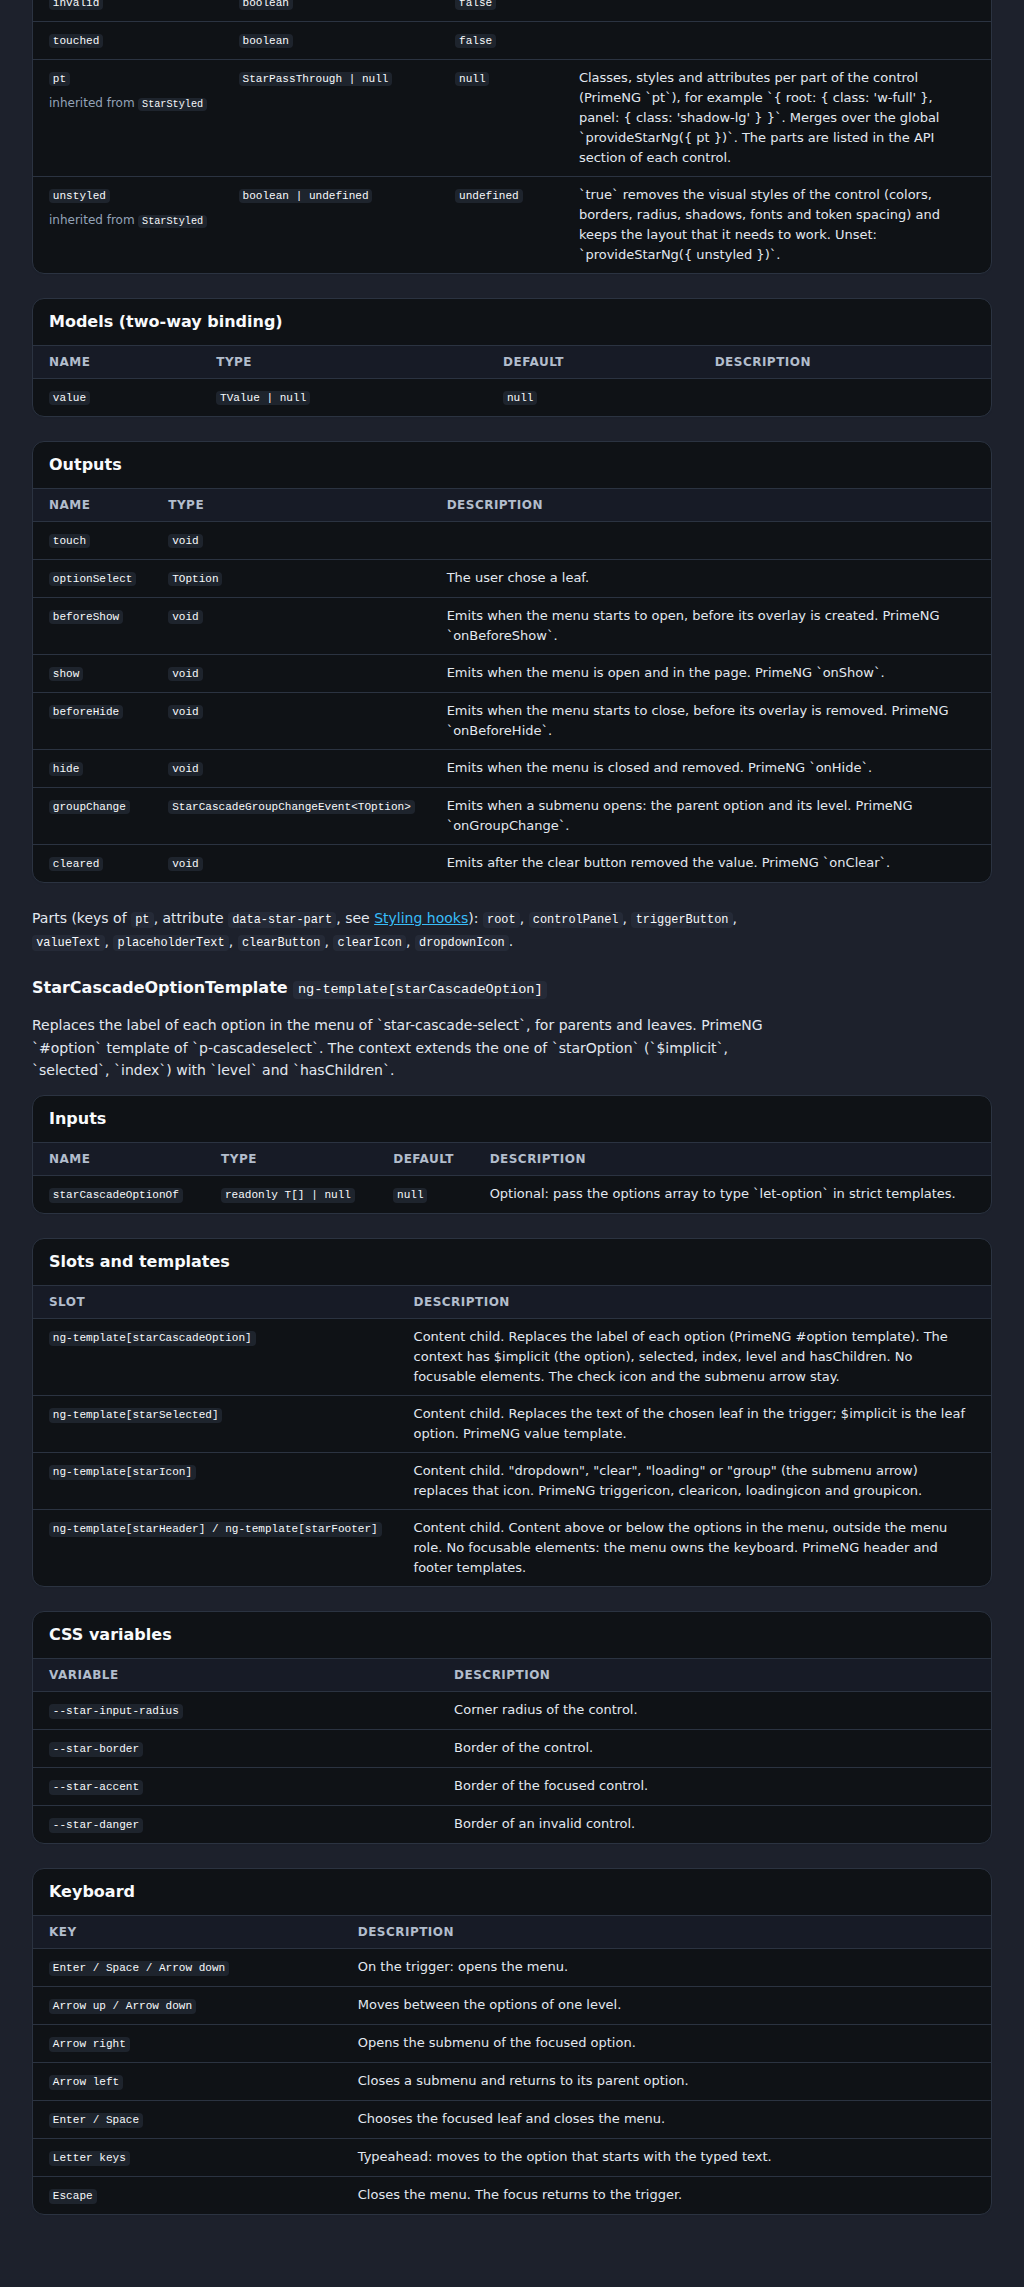 invalid boolean false
touched boolean false
pt StarPassThrough | null null Classes, styles and attributes per part of the control
inherited from StarStyled (PrimeNG `pt`), for example `{ root: { class: 'w-full' },
panel: { class: 'shadow-lg' } }`. Merges over the global
`provideStarNg({ pt })`. The parts are listed in the API
section of each control.
unstyled boolean | undefined undefined `true` removes the visual styles of the control (colors,
inherited from StarStyled borders, radius, shadows, fonts and token spacing) and
keeps the layout that it needs to work. Unset:
`provideStarNg({ unstyled })`.
Models (two-way binding)
NAME TYPE DEFAULT DESCRIPTION
value TValue | null null
Outputs
NAME TYPE DESCRIPTION
touch void
optionSelect TOption The user chose a leaf.
beforeShow void Emits when the menu starts to open, before its overlay is created. PrimeNG
`onBeforeShow`.
show void Emits when the menu is open and in the page. PrimeNG `onShow`.
beforeHide void Emits when the menu starts to close, before its overlay is removed. PrimeNG
`onBeforeHide`.
hide void Emits when the menu is closed and removed. PrimeNG `onHide`.
groupChange StarCascadeGroupChangeEvent<TOption> Emits when a submenu opens: the parent option and its level. PrimeNG
`onGroupChange`.
cleared void Emits after the clear button removed the value. PrimeNG `onClear`.
Parts (keys of pt, attribute data-star-part, see Styling hooks): root, controlPanel, triggerButton,
valueText, placeholderText, clearButton, clearIcon, dropdownIcon.
StarCascadeOptionTemplate ng-template[starCascadeOption]
Replaces the label of each option in the menu of `star-cascade-select`, for parents and leaves. PrimeNG
`#option` template of `p-cascadeselect`. The context extends the one of `starOption` (`$implicit`,
`selected`, `index`) with `level` and `hasChildren`.
Inputs
NAME TYPE DEFAULT DESCRIPTION
starCascadeOptionOf readonly T[] | null null Optional: pass the options array to type `let-option` in strict templates.
Slots and templates
SLOT DESCRIPTION
ng-template[starCascadeOption] Content child. Replaces the label of each option (PrimeNG #option template). The
context has $implicit (the option), selected, index, level and hasChildren. No
focusable elements. The check icon and the submenu arrow stay.
ng-template[starSelected] Content child. Replaces the text of the chosen leaf in the trigger; $implicit is the leaf
option. PrimeNG value template.
ng-template[starIcon] Content child. "dropdown", "clear", "loading" or "group" (the submenu arrow)
replaces that icon. PrimeNG triggericon, clearicon, loadingicon and groupicon.
ng-template[starHeader] / ng-template[starFooter] Content child. Content above or below the options in the menu, outside the menu
role. No focusable elements: the menu owns the keyboard. PrimeNG header and
footer templates.
CSS variables
VARIABLE DESCRIPTION
--star-input-radius Corner radius of the control.
--star-border Border of the control.
--star-accent Border of the focused control.
--star-danger Border of an invalid control.
Keyboard
KEY DESCRIPTION
Enter / Space / Arrow down On the trigger: opens the menu.
Arrow up / Arrow down Moves between the options of one level.
Arrow right Opens the submenu of the focused option.
Arrow left Closes a submenu and returns to its parent option.
Enter / Space Chooses the focused leaf and closes the menu.
Letter keys Typeahead: moves to the option that starts with the typed text.
Escape Closes the menu. The focus returns to the trigger.